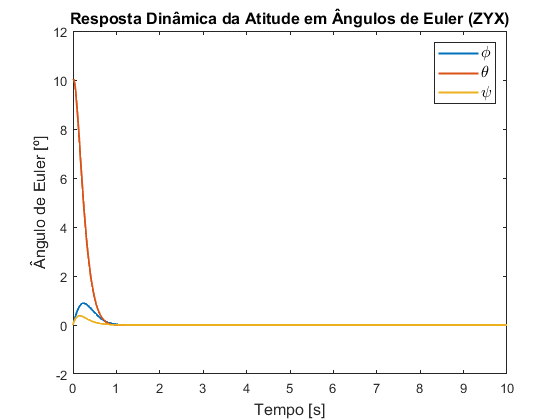 Resposta Dinâmica da Atitude em Ângulos de Euler (ZYX)
12
10
8
6
4
2
0
-2
Ângulo de Euler [º]
ϕ
θ
ψ
0 1 2 3 4 5 6 7 8 9 10
Tempo [s]